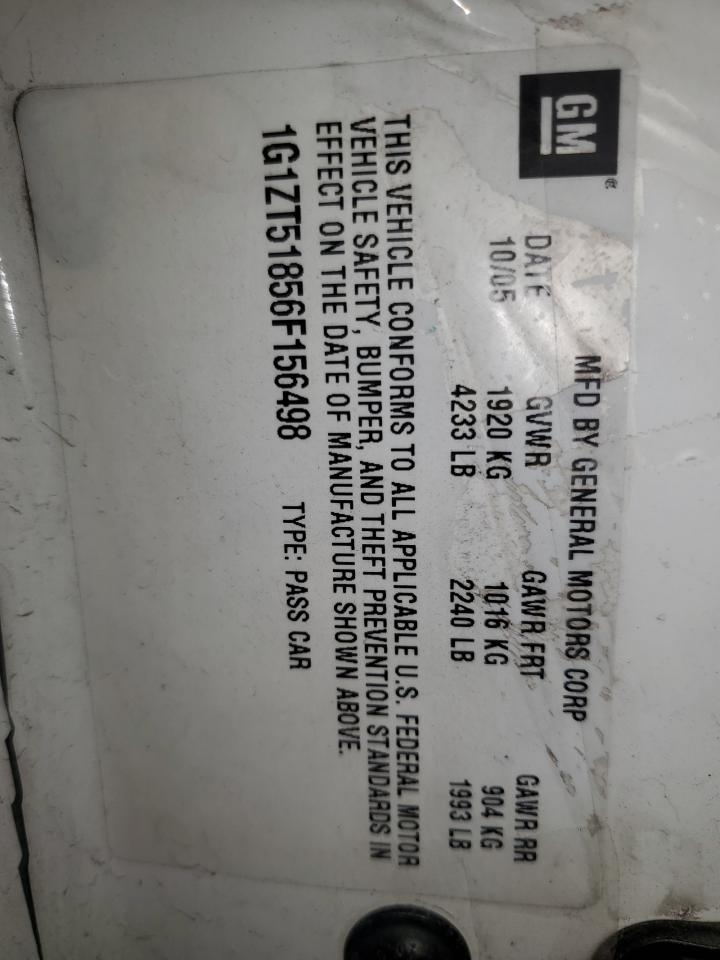 GM®
MFD BY GENERAL MOTORS CORP
DATE GVWR GAWR FRT GAWR RR
10/05 1920 KG 1016 KG 904 KG
4233 LB 2240 LB 1993 LB
THIS VEHICLE CONFORMS TO ALL APPLICABLE U.S. FEDERAL MOTOR
VEHICLE SAFETY, BUMPER, AND THEFT PREVENTION STANDARDS IN
EFFECT ON THE DATE OF MANUFACTURE SHOWN ABOVE.
1G1ZT51856F156498 TYPE: PASS CAR